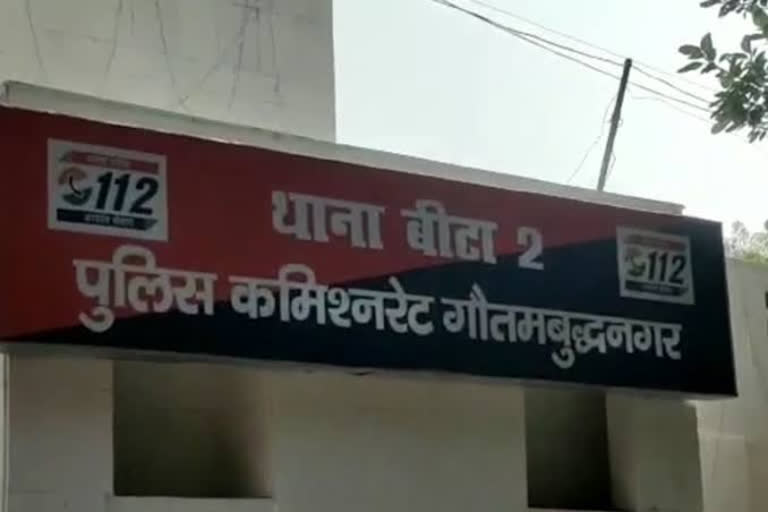 112
थाना बीटा 2
112
पुलिस कमिश्नरेट गौतमबुद्धनगर